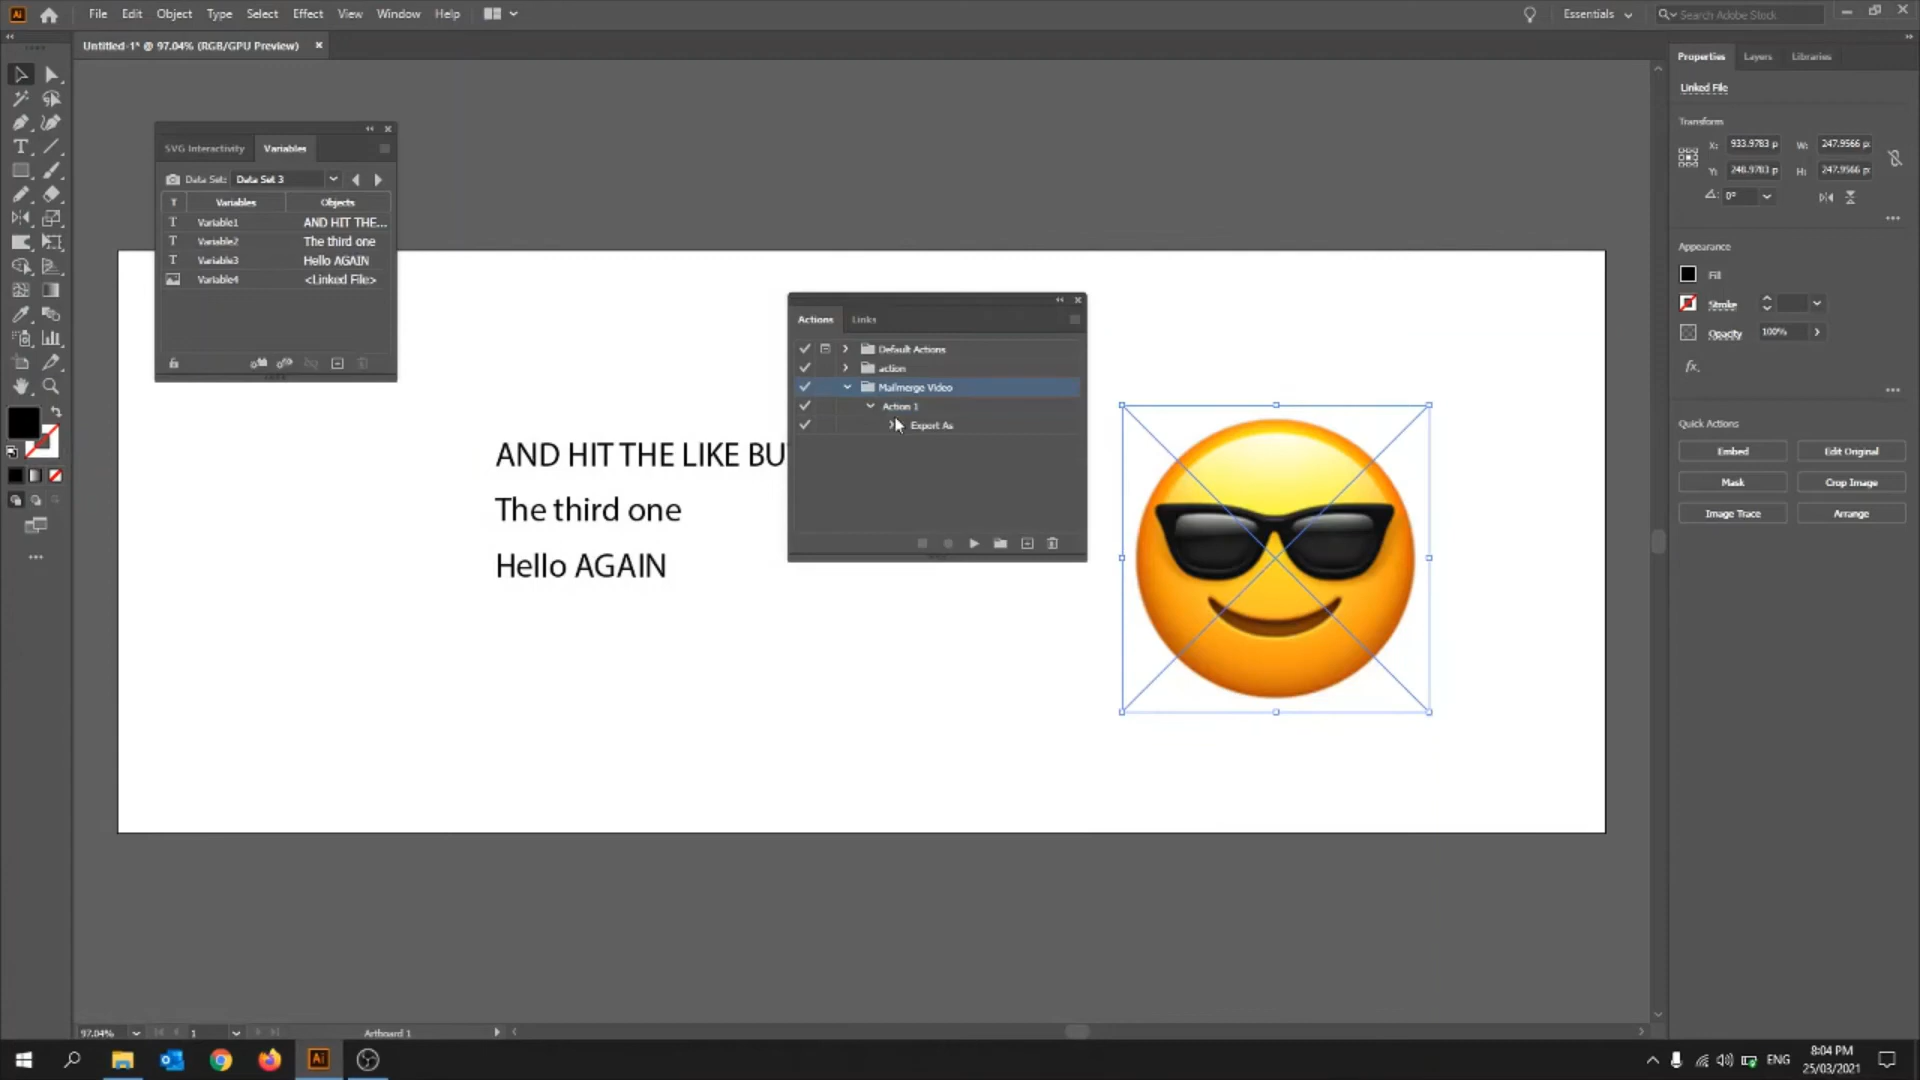 File Edit Object Type Select Effect View Window Help
Essentials
Search Adobe Stock
Untitled-1* @ 97.04% (RGB/GPU Preview)
SVG Interactivity Variables
Data Set: Data Set 3
T Variables Objects
T Variable1 AND HIT THE...
T Variable2 The third one
T Variable3 Hello AGAIN
Variable4 <Linked File>
AND HIT THE LIKE BU
The third one
Hello AGAIN
Actions Links
Default Actions
action
Mailmerge Video
Action 1
Export As
Properties Layers Libraries
Linked File
Transform
X: 933.9783 p W: 247.9566 p
Y: 248.9783 p H: 247.9566 p
0°
Appearance
Fill
Stroke
Opacity 100%
fx.
Quick Actions
Embed Edit Original
Mask Crop Image
Image Trace Arrange
97.04% 1 Artboard 1
Ai ENG
8:04 PM
25/03/2021